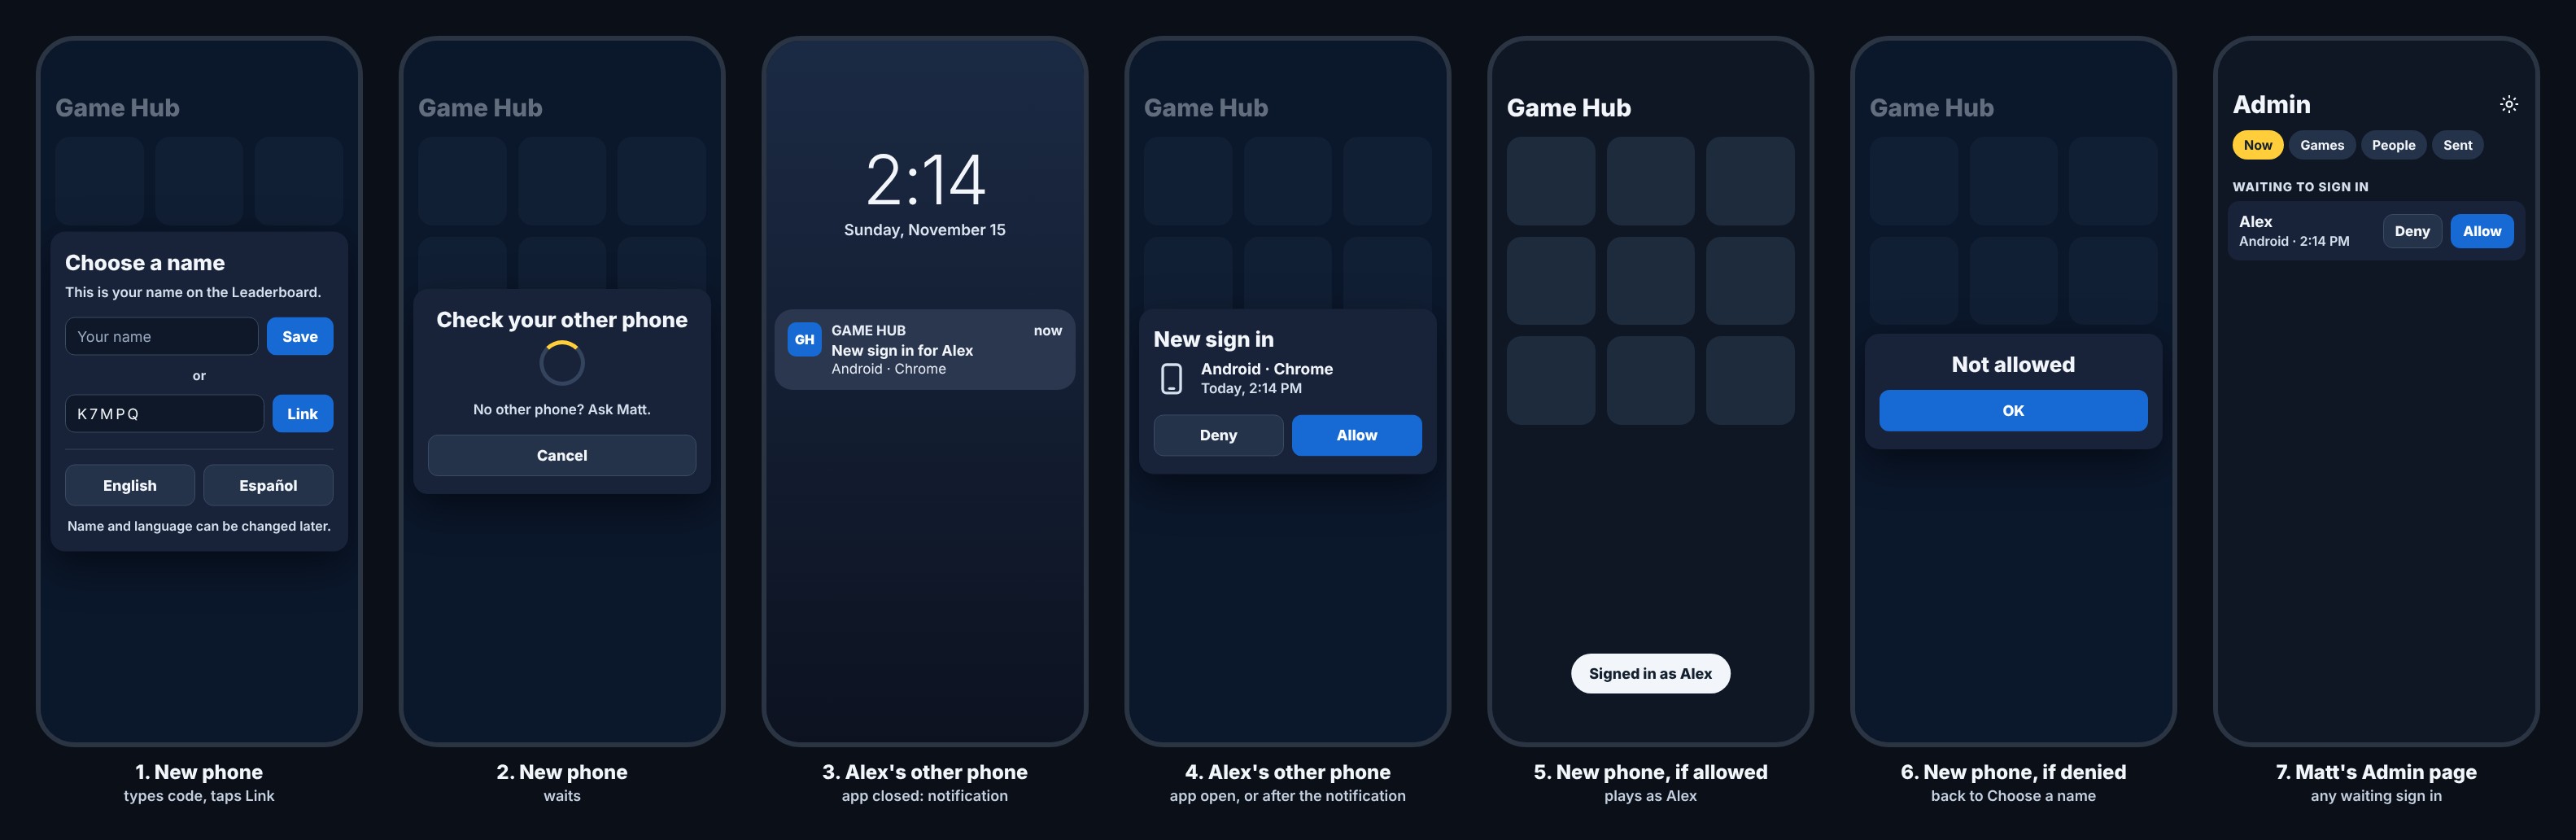 Game Hub
Choose a name
This is your name on the Leaderboard.
Your name
Save
or
K7MPQ
Link
English
Español
Name and language can be changed later.
1. New phone
types code, taps Link
Game Hub
Check your other phone
No other phone? Ask Matt.
Cancel
2. New phone
waits
2:14
Sunday, November 15
GH
GAME HUB
now
New sign in for Alex
Android · Chrome
3. Alex's other phone
app closed: notification
Game Hub
New sign in
Android · Chrome
Today, 2:14 PM
Deny
Allow
4. Alex's other phone
app open, or after the notification
Game Hub
Signed in as Alex
5. New phone, if allowed
plays as Alex
Game Hub
Not allowed
OK
6. New phone, if denied
back to Choose a name
Admin
Now
Games
People
Sent
WAITING TO SIGN IN
Alex
Android · 2:14 PM
Deny
Allow
7. Matt's Admin page
any waiting sign in